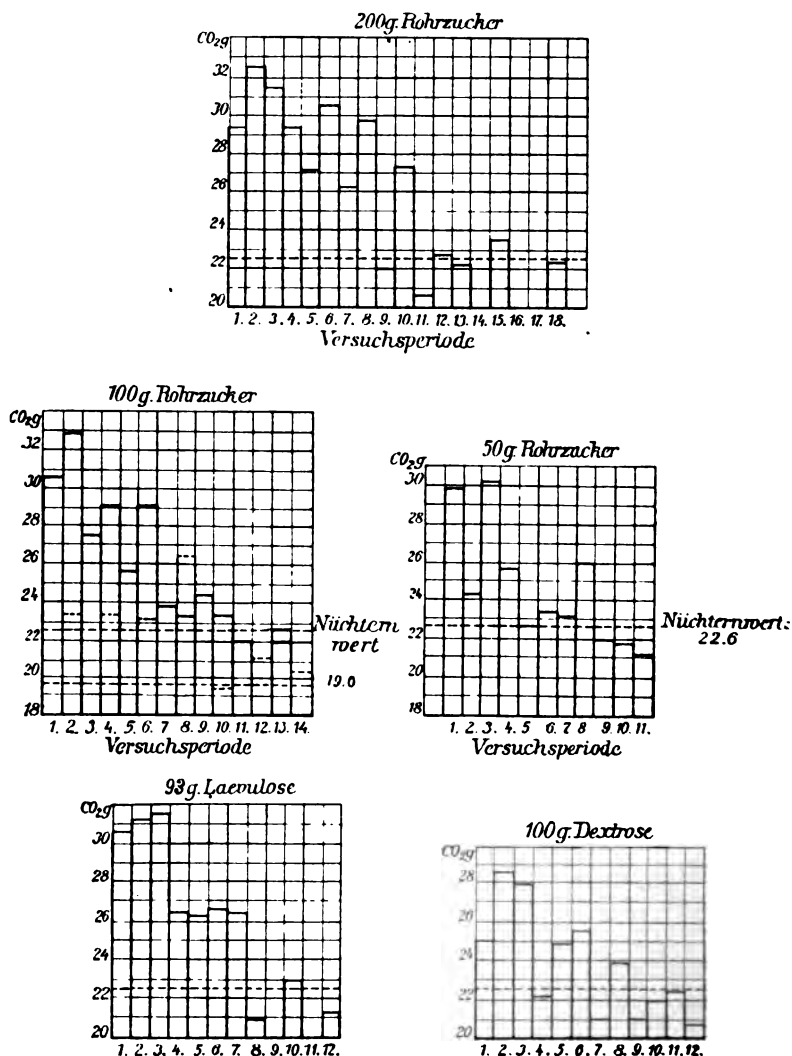 200g. Rohrzucker
CO₂g
32
30
28
26
24
22
20
1. 2. 3. 4. 5. 6. 7. 8. 9. 10. 11. 12. 13. 14. 15. 16. 17. 18.
Versuchsperiode
100g. Rohrzucker
CO₂g
32
30
28
26
24
22
20
18
Nüchtern
wert
19.6
1. 2. 3. 4. 5. 6. 7 8. 9. 10. 11. 12. 13. 14.
Versuchsperiode
50g. Rohrzucker
CO₂g
30
28
26
24
22
20
18
Nüchternwert:
22.6
1. 2. 3. 4. 5 6. 7 8 9. 10. 11.
Versuchsperiode
93g. Laevulose
CO₂g
30
28
26
24
22
20
1. 2. 3. 4. 5. 6. 7. 8. 9. 10. 11. 12.
100g. Dextrose
CO₂g
28
26
24
22
20
1. 2. 3. 4. 5. 6. 7. 8. 9. 10. 11. 12.